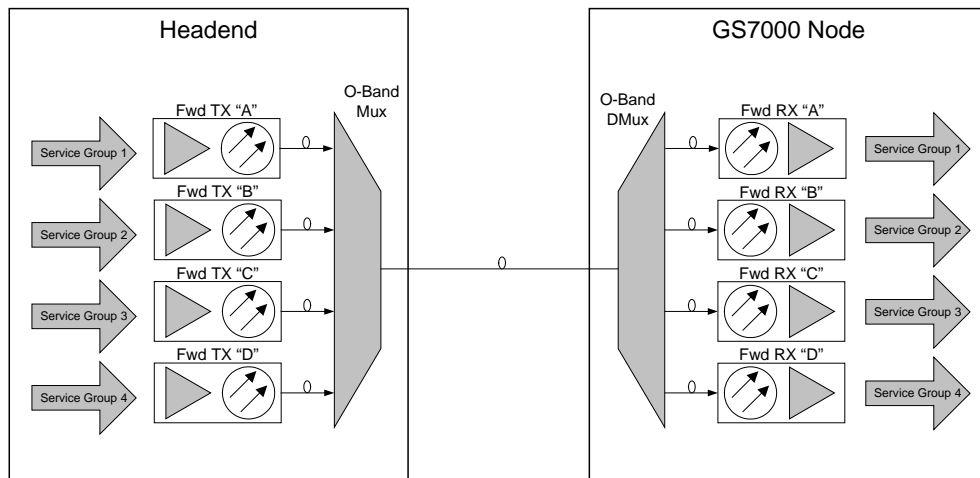 Headend
O-Band
Mux
Fwd TX “A”
Service Group 1
Fwd TX “B”
Service Group 2
Fwd TX “C”
Service Group 3
Fwd TX “D”
Service Group 4
GS7000 Node
O-Band
DMux
Fwd RX “A”
Service Group 1
Fwd RX “B”
Service Group 2
Fwd RX “C”
Service Group 3
Fwd RX “D”
Service Group 4